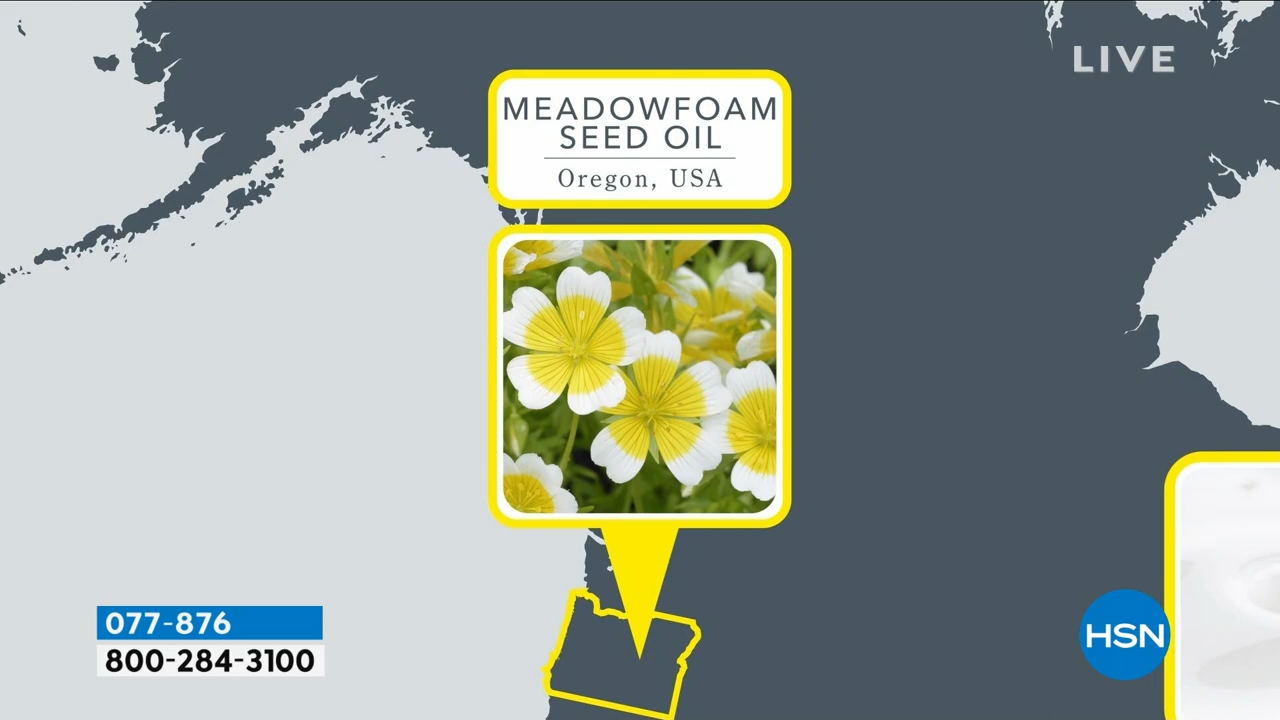 LIVE
MEADOWFOAM
SEED OIL
Oregon, USA
077-876
800-284-3100
HSN